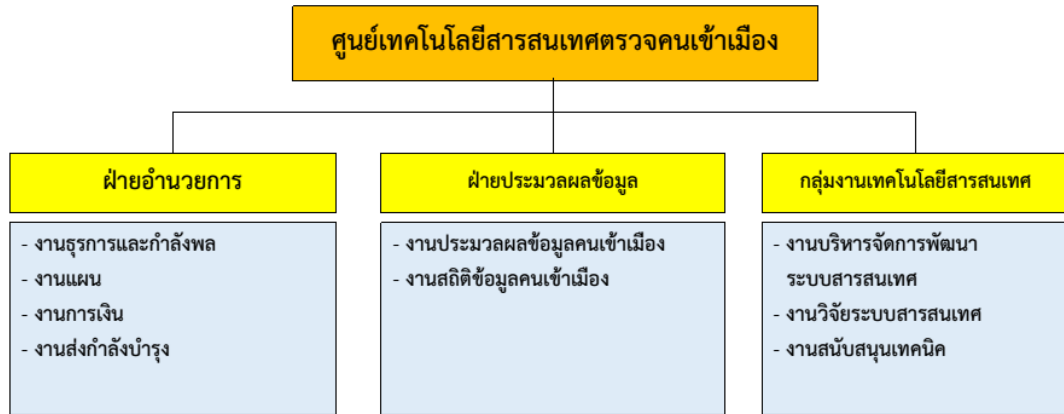 ศูนย์เทคโนโลยีสารสนเทศตรวจคนเข้าเมือง
ฝ่ายอำนวยการ
- งานธุรการและกำลังพล
- งานแผน
- งานการเงิน
- งานส่งกำลังบำรุง
ฝ่ายประมวลผลข้อมูล
- งานประมวลผลข้อมูลคนเข้าเมือง
- งานสถิติข้อมูลคนเข้าเมือง
กลุ่มงานเทคโนโลยีสารสนเทศ
- งานบริหารจัดการพัฒนา
ระบบสารสนเทศ
- งานวิจัยระบบสารสนเทศ
- งานสนับสนุนเทคนิค